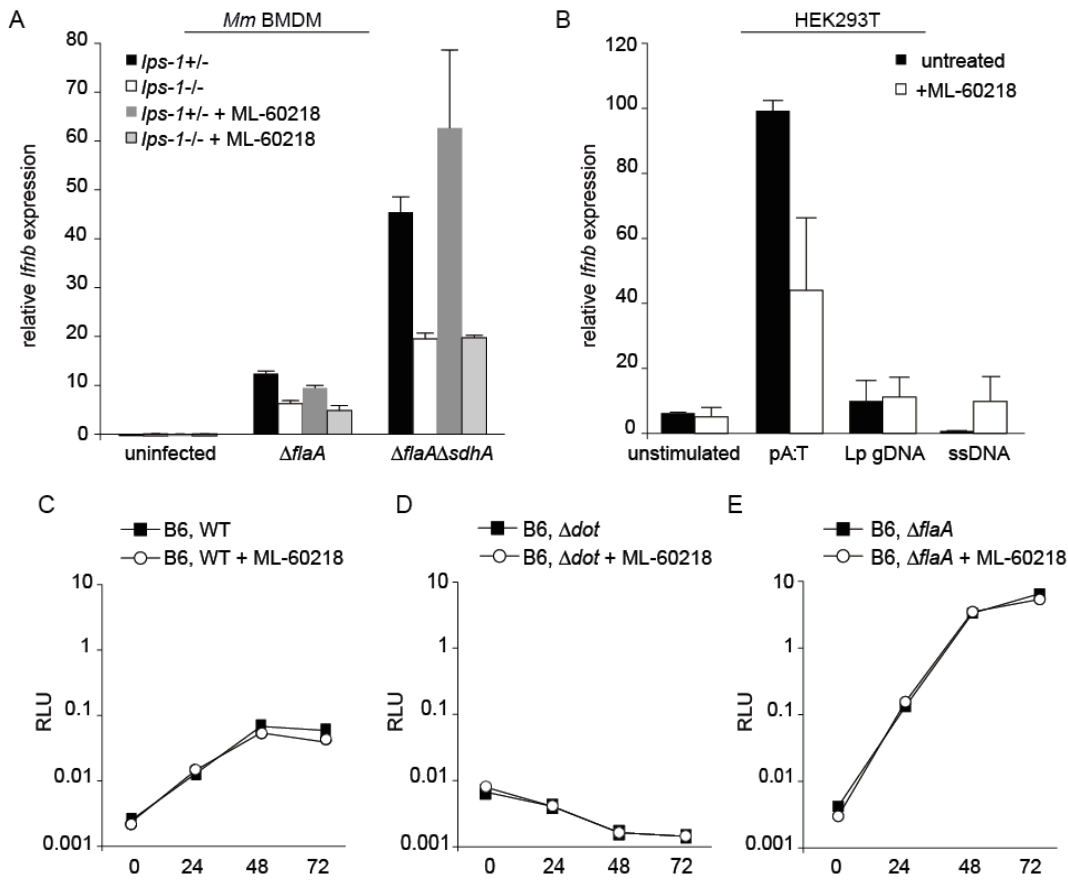 A
Mm BMDM
relative Ifnb expression
80
70
60
50
40
30
20
10
0
Ips-1+/-
Ips-1-/-
Ips-1+/- + ML-60218
Ips-1-/- + ML-60218
uninfected
ΔflaA
ΔflaAΔsdhA
B
HEK293T
relative Ifnb expression
120
100
80
60
40
20
0
untreated
+ML-60218
unstimulated
pA:T
Lp gDNA
ssDNA
C
B6, WT
B6, WT + ML-60218
RLU
10
1
0.1
0.01
0.001
0
24
48
72
D
B6, Δdot
B6, Δdot + ML-60218
RLU
10
1
0.1
0.01
0.001
0
24
48
72
E
B6, ΔflaA
B6, ΔflaA + ML-60218
RLU
10
1
0.1
0.01
0.001
0
24
48
72